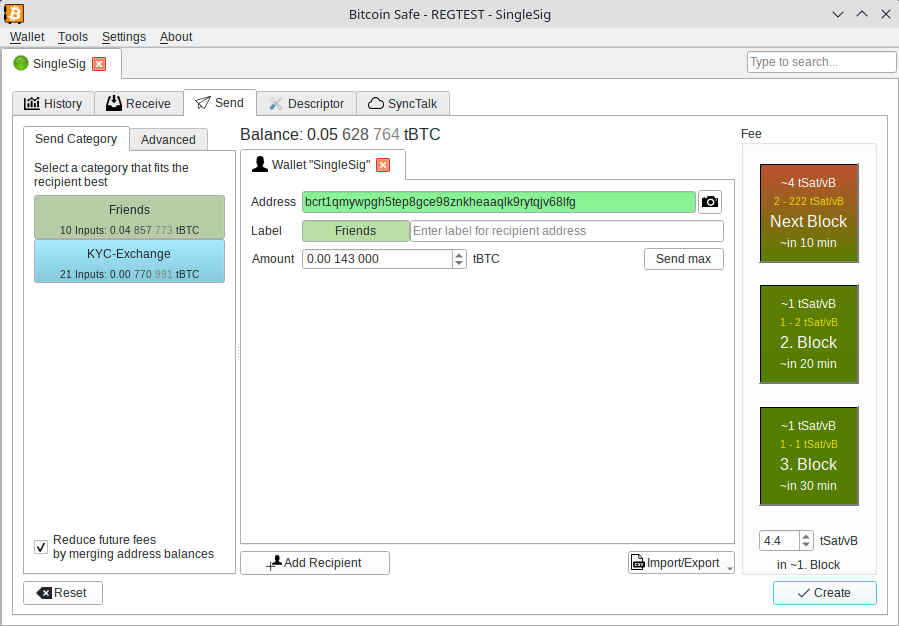 Bitcoin Safe - REGTEST - SingleSig
Wallet Tools Settings About
SingleSig
Type to search...
History Receive Send Descriptor SyncTalk
Send Category Advanced
Select a category that fits the
recipient best
Friends
10 Inputs: 0.04 857 773 tBTC
KYC-Exchange
21 Inputs: 0.00 770 991 tBTC
Reduce future fees
by merging address balances
Reset
Balance: 0.05 628 764 tBTC
Wallet "SingleSig"
Address bcrt1qmywpgh5tep8gce98znkheaaqlk9rytqjv68lfg
Label Friends Enter label for recipient address
Amount 0.00 143 000 tBTC Send max
Add Recipient
CSV Import/Export
Fee
~4 tSat/vB
2 - 222 tSat/vB
Next Block
~in 10 min
~1 tSat/vB
1 - 2 tSat/vB
2. Block
~in 20 min
~1 tSat/vB
1 - 1 tSat/vB
3. Block
~in 30 min
4.4 tSat/vB
in ~1. Block
Create